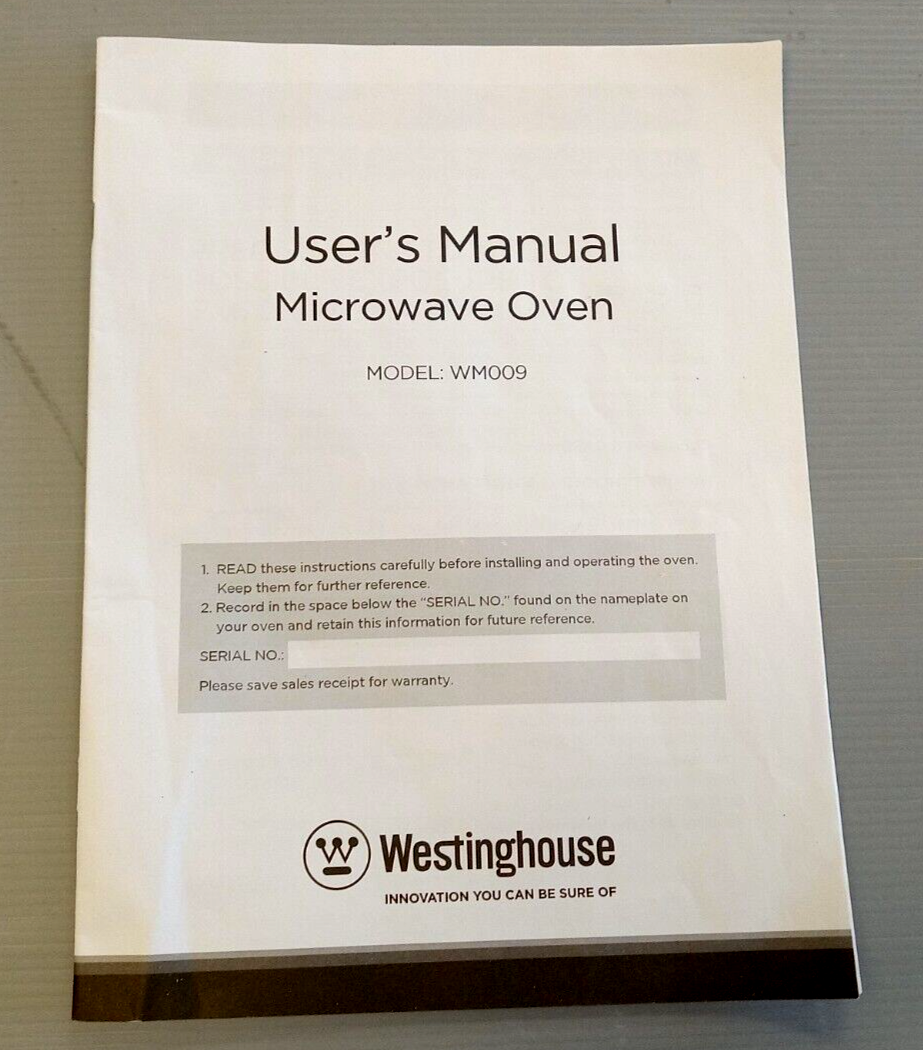 User's Manual
Microwave Oven
MODEL: WM009
1. READ these instructions carefully before installing and operating the oven.
Keep them for further reference.
2. Record in the space below the "SERIAL NO." found on the nameplate on
your oven and retain this information for future reference.
SERIAL NO.:
Please save sales receipt for warranty.
W Westinghouse
INNOVATION YOU CAN BE SURE OF